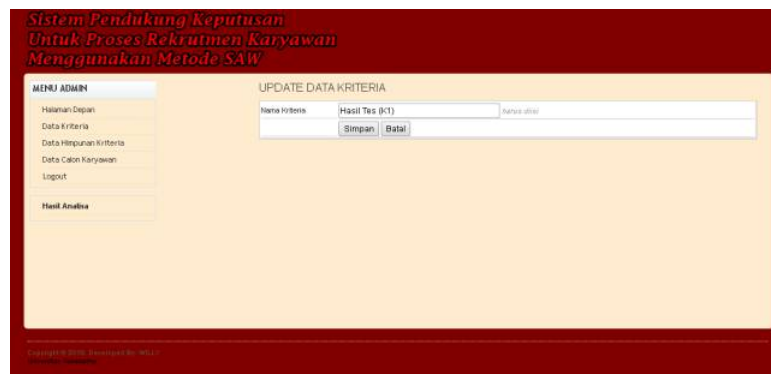 Sistem Pendukung Keputusan
Untuk Proses Rekrutmen Karyawan
Menggunakan Metode SAW
MENU ADMIN
Halaman Depan
Data Kriteria
Data Himpunan Kriteria
Data Calon Karyawan
Logout
Hasil Analisa
UPDATE DATA KRITERIA
Nama Kriteria
Hasil Tes (K1)
harus diisi
Simpan
Batal
Copyright ©